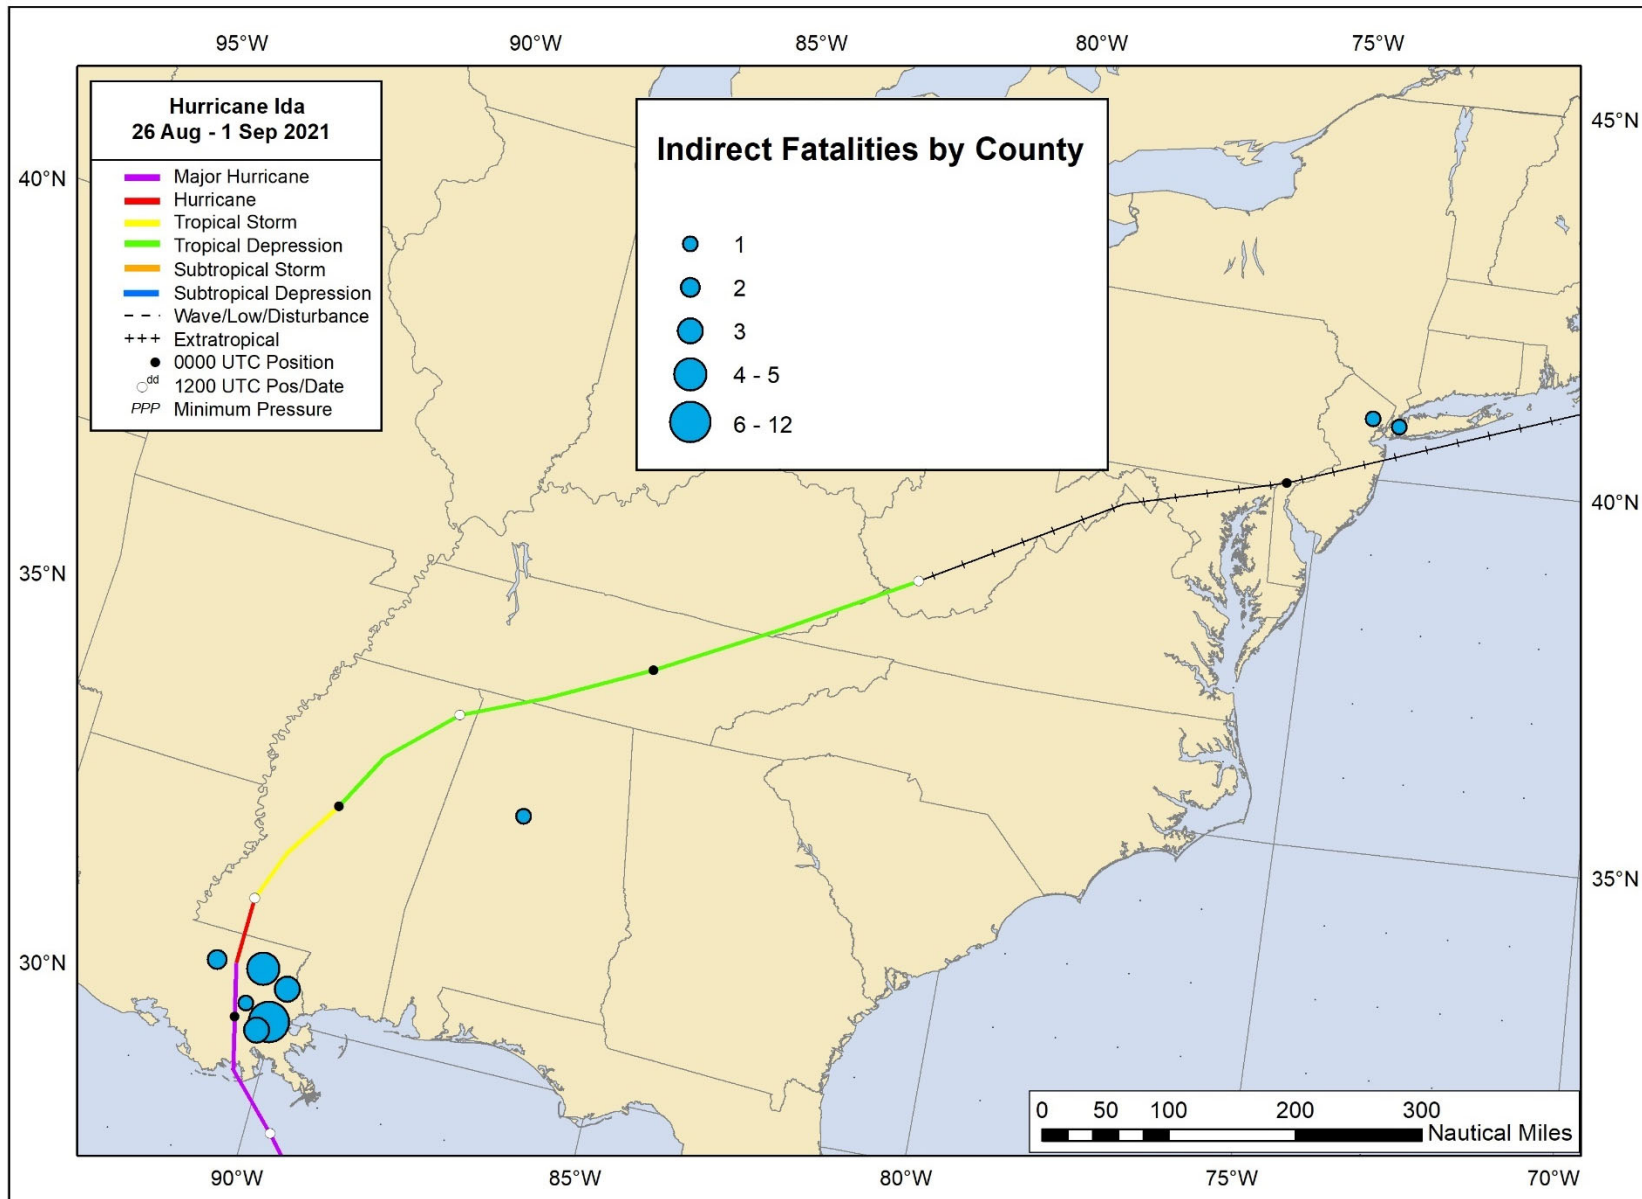 95°W 90°W 85°W 80°W 75°W
Hurricane Ida
26 Aug - 1 Sep 2021
Major Hurricane
Hurricane
Tropical Storm
Tropical Depression
Subtropical Storm
Subtropical Depression
Wave/Low/Disturbance
Extratropical
0000 UTC Position
dd 1200 UTC Pos/Date
PPP Minimum Pressure
Indirect Fatalities by County
1
2
3
4 - 5
6 - 12
40°N
35°N
30°N
45°N
40°N
35°N
0 50 100 200 300
Nautical Miles
90°W 85°W 80°W 75°W 70°W